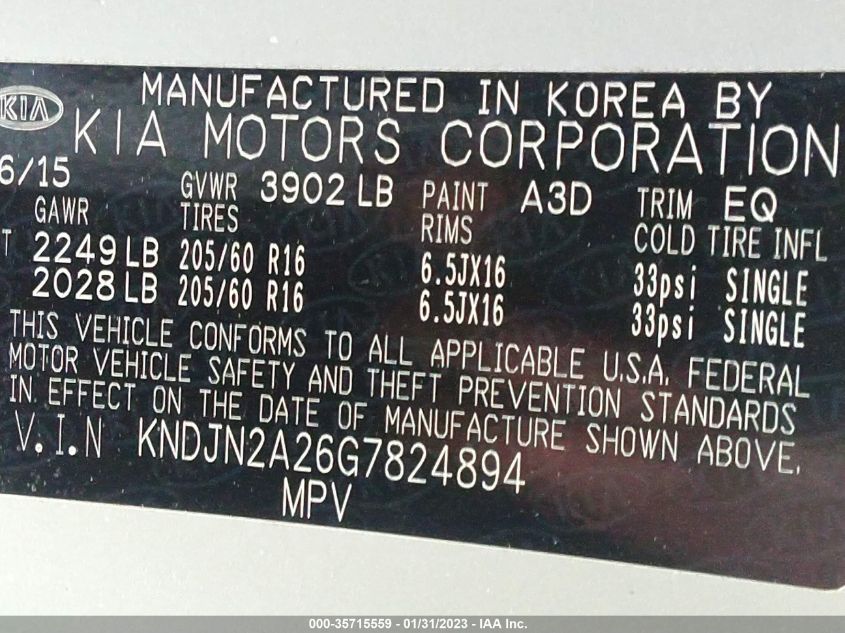 MANUFACTURED IN KOREA BY
KIA KIA MOTORS CORPORATION
6/15 GVWR 3902 LB PAINT A3D TRIM EQ
GAWR TIRES RIMS COLD TIRE INFL
T 2249 LB 205/60 R16 6.5JX16 33psi SINGLE
2028 LB 205/60 R16 6.5JX16 33psi SINGLE
THIS VEHICLE CONFORMS TO ALL APPLICABLE U.S.A. FEDERAL
MOTOR VEHICLE SAFETY AND THEFT PREVENTION STANDARDS
IN EFFECT ON THE DATE OF MANUFACTURE SHOWN ABOVE.
V.I.N KNDJN2A26G7824894
MPV
000-35715559 - 01/31/2023 - IAA Inc.